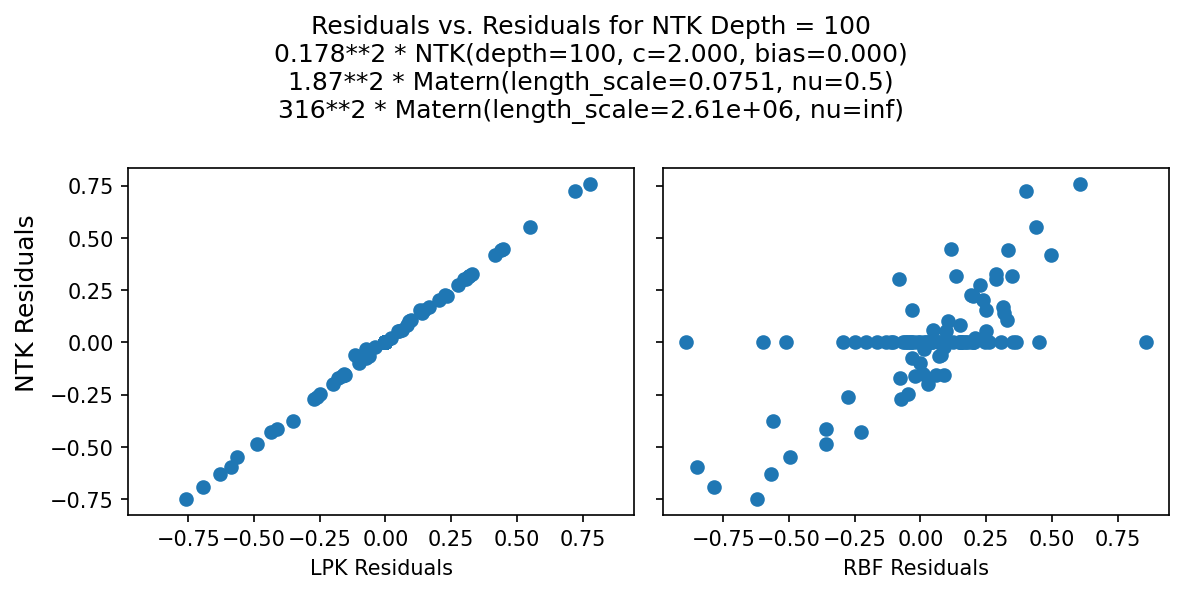 Residuals vs. Residuals for NTK Depth = 100
0.178**2 * NTK(depth=100, c=2.000, bias=0.000)
1.87**2 * Matern(length_scale=0.0751, nu=0.5)
316**2 * Matern(length_scale=2.61e+06, nu=inf)
NTK Residuals
0.75
0.50
0.25
0.00
−0.25
−0.50
−0.75
−0.75 −0.50 −0.25 0.00 0.25 0.50 0.75
LPK Residuals
−0.75 −0.50 −0.25 0.00 0.25 0.50 0.75
RBF Residuals